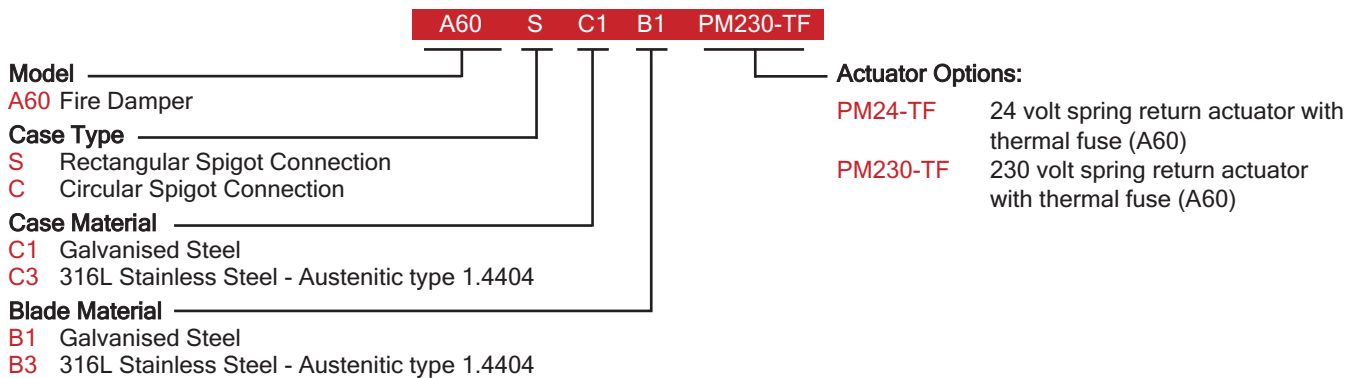 A60 S C1 B1 PM230-TF
Model
A60 Fire Damper
Case Type
S Rectangular Spigot Connection
C Circular Spigot Connection
Case Material
C1 Galvanised Steel
C3 316L Stainless Steel - Austenitic type 1.4404
Blade Material
B1 Galvanised Steel
B3 316L Stainless Steel - Austenitic type 1.4404
Actuator Options:
PM24-TF 24 volt spring return actuator with
thermal fuse (A60)
PM230-TF 230 volt spring return actuator
with thermal fuse (A60)